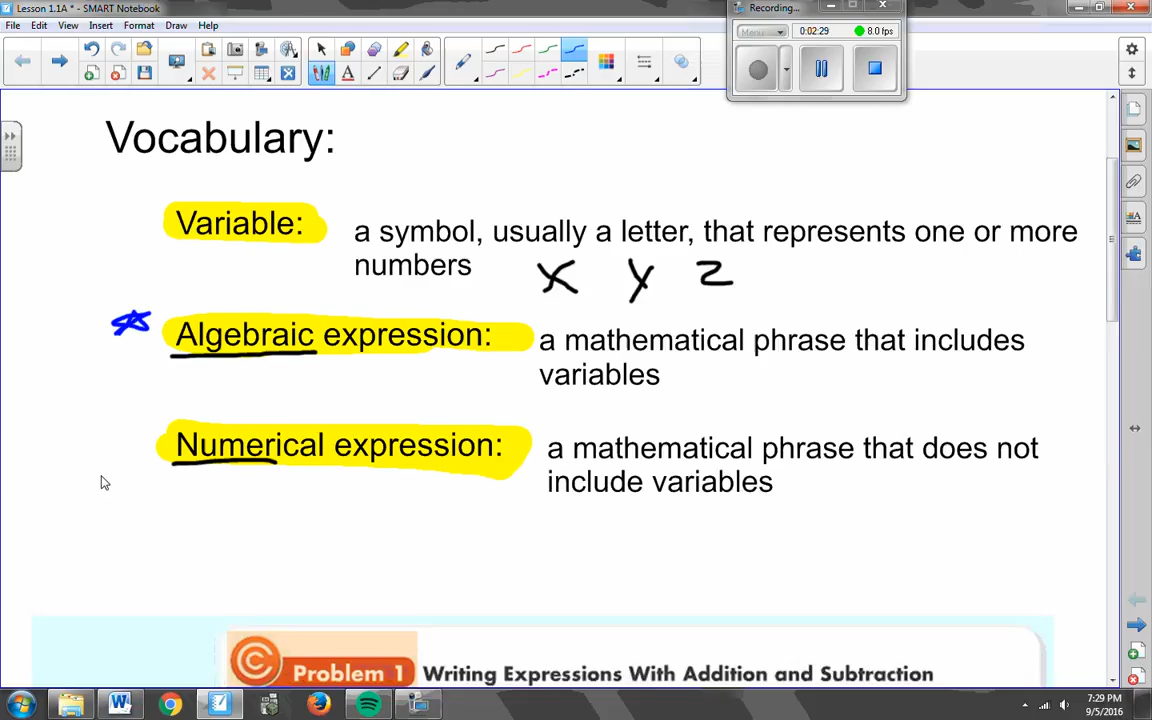 Lesson 1.1A * - SMART Notebook
Recording...
File Edit View Insert Format Draw Help
Menu
0:02:29
8.0 fps
Vocabulary:
Variable: a symbol, usually a letter, that represents one or more
numbers x y z
Algebraic expression: a mathematical phrase that includes
variables
Numerical expression: a mathematical phrase that does not
include variables
C Problem 1 Writing Expressions With Addition and Subtraction
7:29 PM
9/5/2016